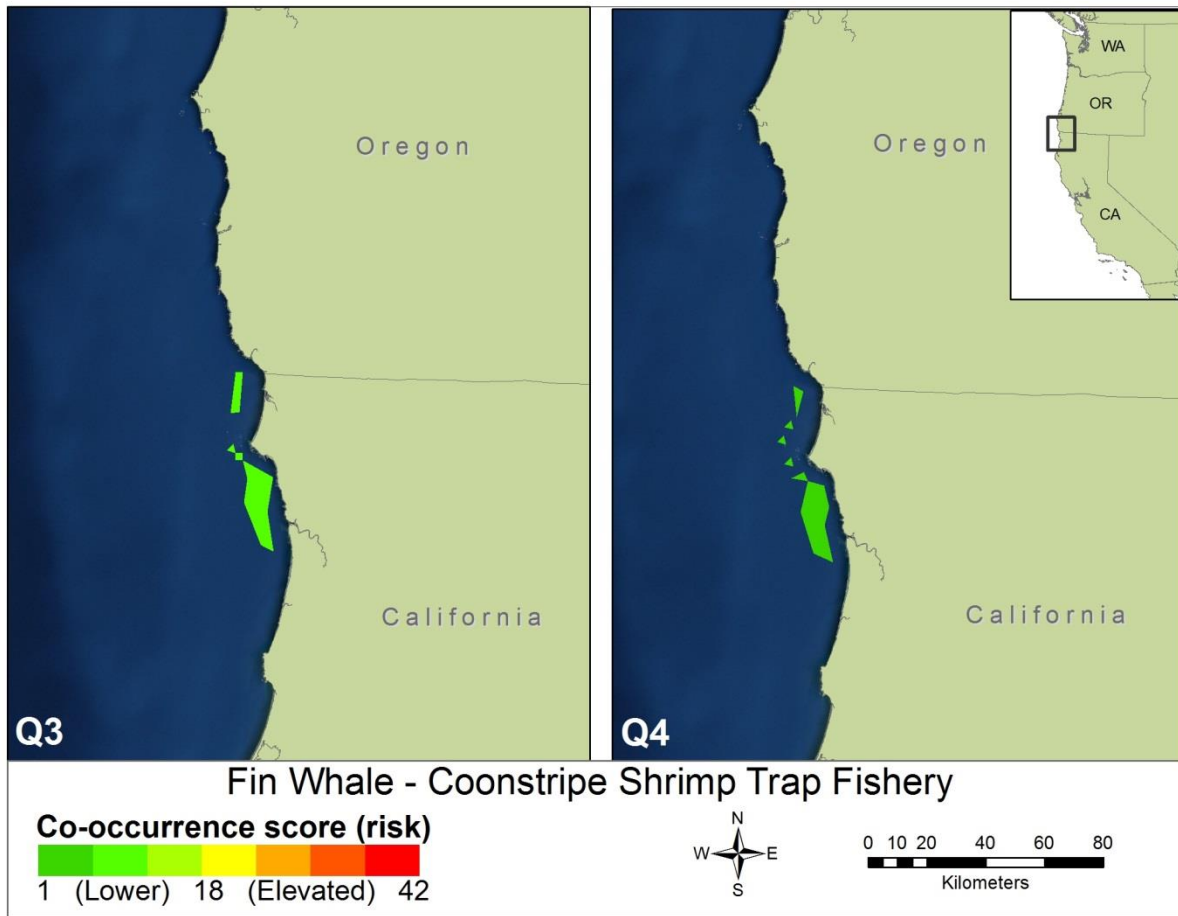 Oregon
California
Q3
Oregon
California
Q4
WA
OR
CA
Fin Whale - Coonstripe Shrimp Trap Fishery
Co-occurrence score (risk)
1 (Lower) 18 (Elevated) 42
N
W E
S
0 10 20 40 60 80
Kilometers